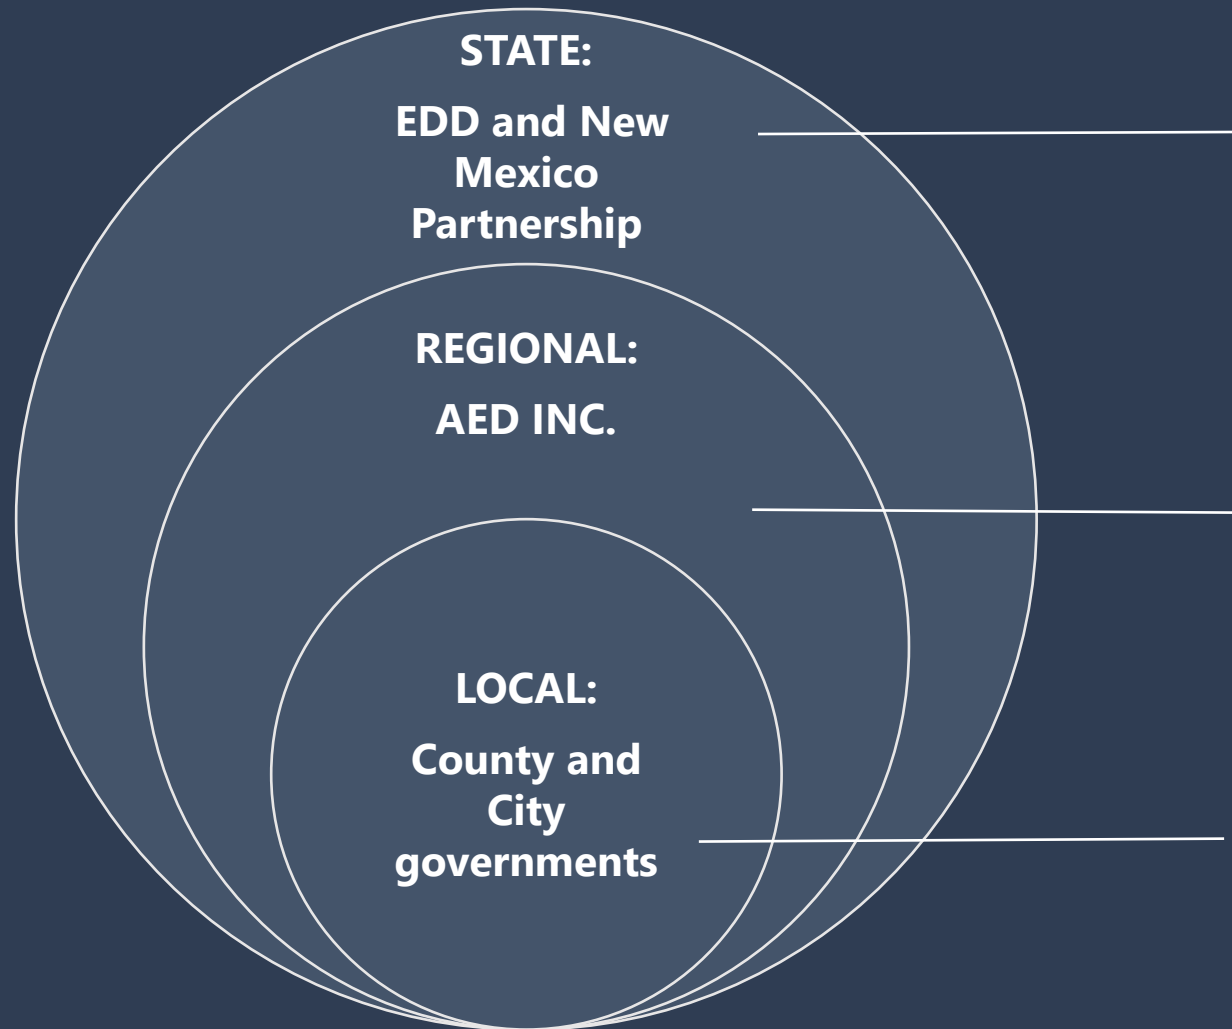 STATE:
EDD and New
Mexico
Partnership
REGIONAL:
AED INC.
LOCAL:
County and
City
governments